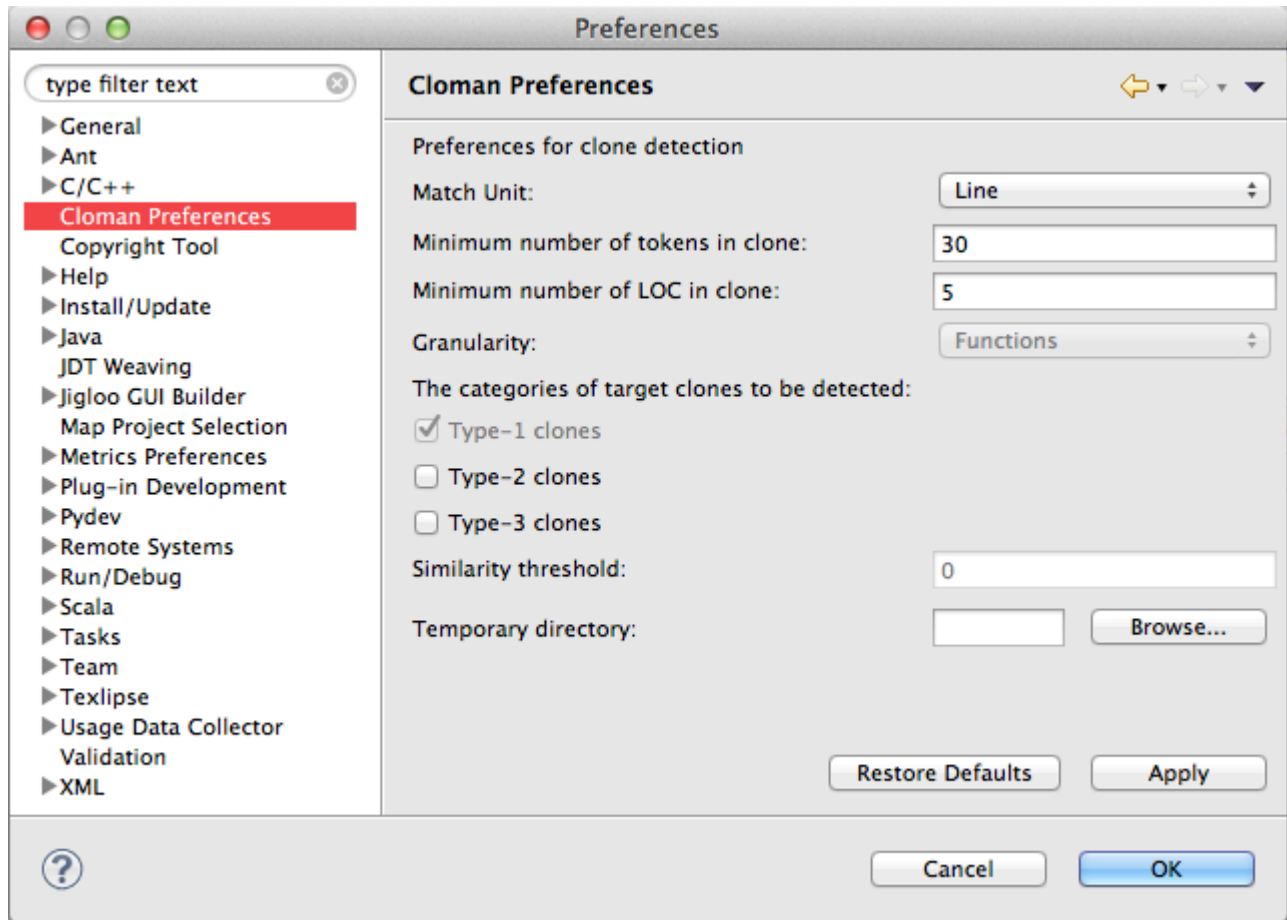 Preferences
type filter text
General
Ant
C/C++
Cloman Preferences
Copyright Tool
Help
Install/Update
Java
JDT Weaving
Jigloo GUI Builder
Map Project Selection
Metrics Preferences
Plug-in Development
Pydev
Remote Systems
Run/Debug
Scala
Tasks
Team
Texlipse
Usage Data Collector
Validation
XML
Cloman Preferences
Preferences for clone detection
Match Unit: Line
Minimum number of tokens in clone: 30
Minimum number of LOC in clone: 5
Granularity: Functions
The categories of target clones to be detected:
Type-1 clones
Type-2 clones
Type-3 clones
Similarity threshold: 0
Temporary directory: Browse...
Restore Defaults Apply
? Cancel OK